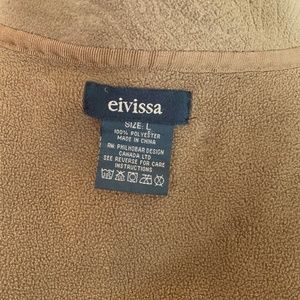 eivissa
SIZE: L
100% POLYESTER
MADE IN CHINA
RN: PHILHOBAR DESIGN
CANADA LTD
SEE REVERSE FOR CARE
INSTRUCTIONS